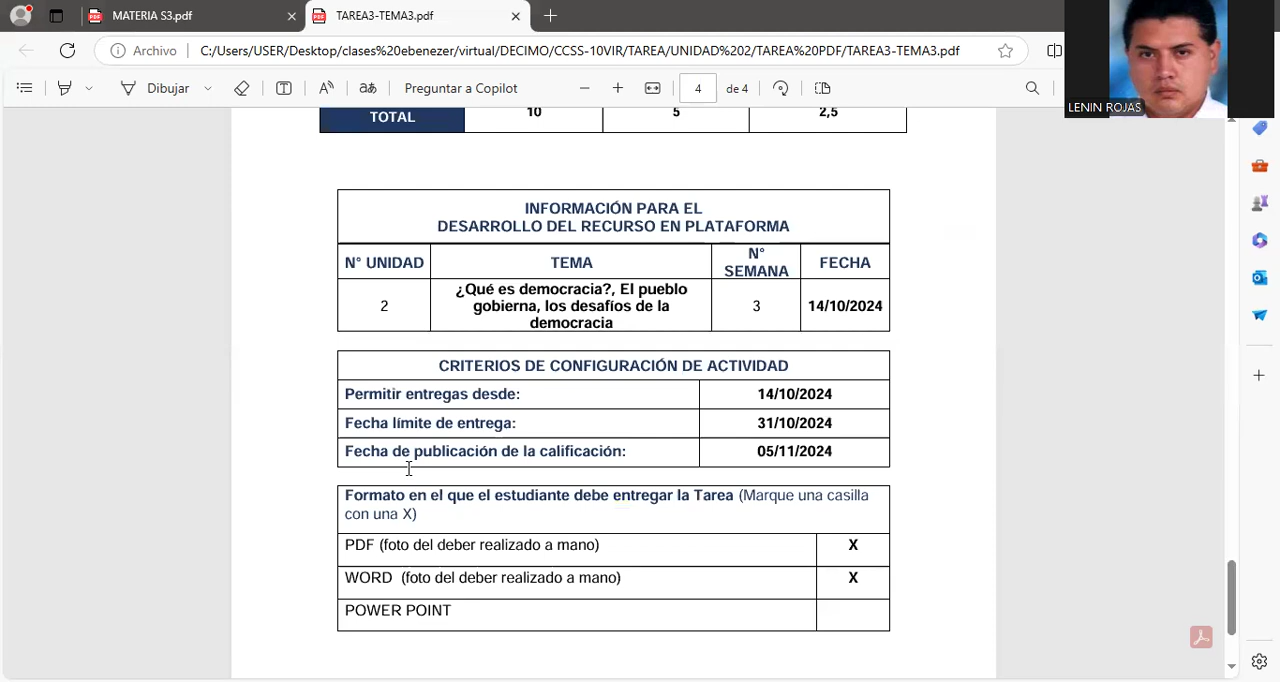 MATERIA S3.pdf
TAREA3-TEMA3.pdf
Archivo
C:/Users/USER/Desktop/clases%20ebenezer/virtual/DECIMO/CCSS-10VIR/TAREA/UNIDAD%202/TAREA%20PDF/TAREA3-TEMA3.pdf
Dibujar
Preguntar a Copilot
4
de 4
LENIN ROJAS
TOTAL 10 5 2,5
INFORMACIÓN PARA EL
DESARROLLO DEL RECURSO EN PLATAFORMA
N° UNIDAD TEMA N° SEMANA FECHA
2
¿Qué es democracia?, El pueblo
gobierna, los desafíos de la
democracia
3
14/10/2024
CRITERIOS DE CONFIGURACIÓN DE ACTIVIDAD
Permitir entregas desde: 14/10/2024
Fecha límite de entrega: 31/10/2024
Fecha de publicación de la calificación: 05/11/2024
Formato en el que el estudiante debe entregar la Tarea (Marque una casilla
con una X)
PDF (foto del deber realizado a mano) X
WORD (foto del deber realizado a mano) X
POWER POINT